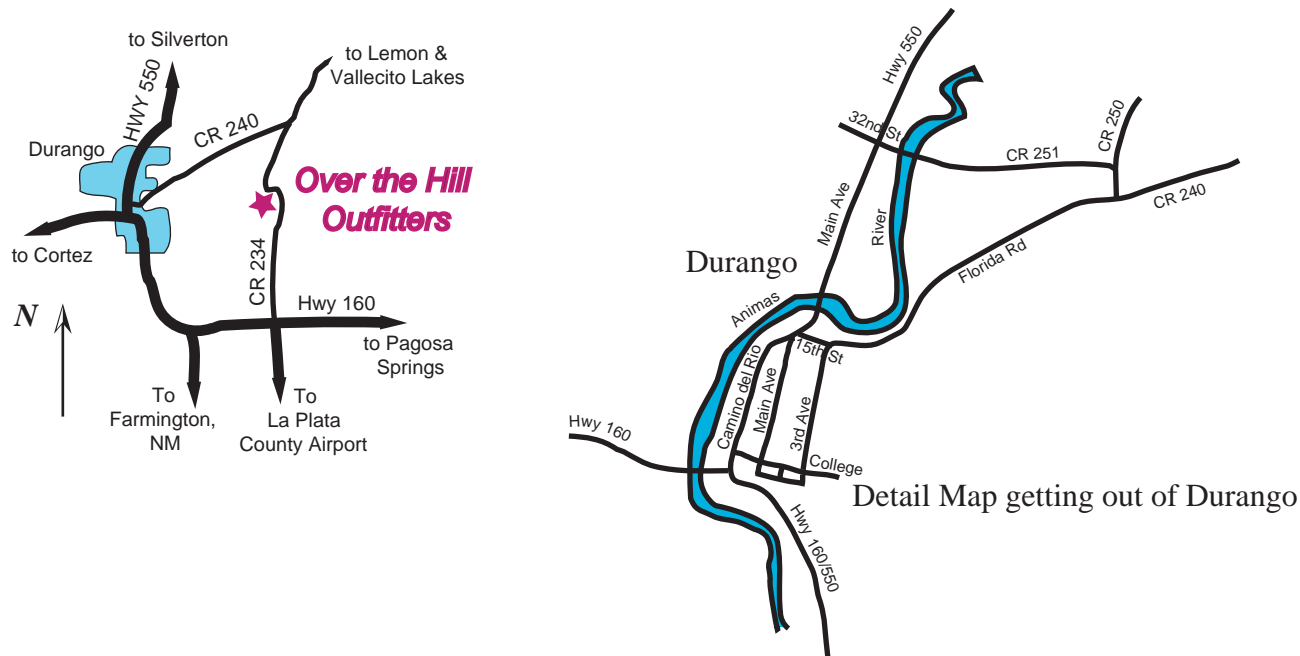 to Silverton
HWY 550
to Lemon &
Vallecito Lakes
CR 240
Durango
Over the Hill
Outfitters
to Cortez
CR 234
Hwy 160
N
to Pagosa
Springs
To
Farmington,
NM
To
La Plata
County Airport
Hwy 550
32nd St
CR 250
CR 251
CR 240
Main Ave
River
Florida Rd
Durango
Animas
15th St
Camino del Rio
Main Ave
3rd Ave
Hwy 160
College
Detail Map getting out of Durango
Hwy 160/550